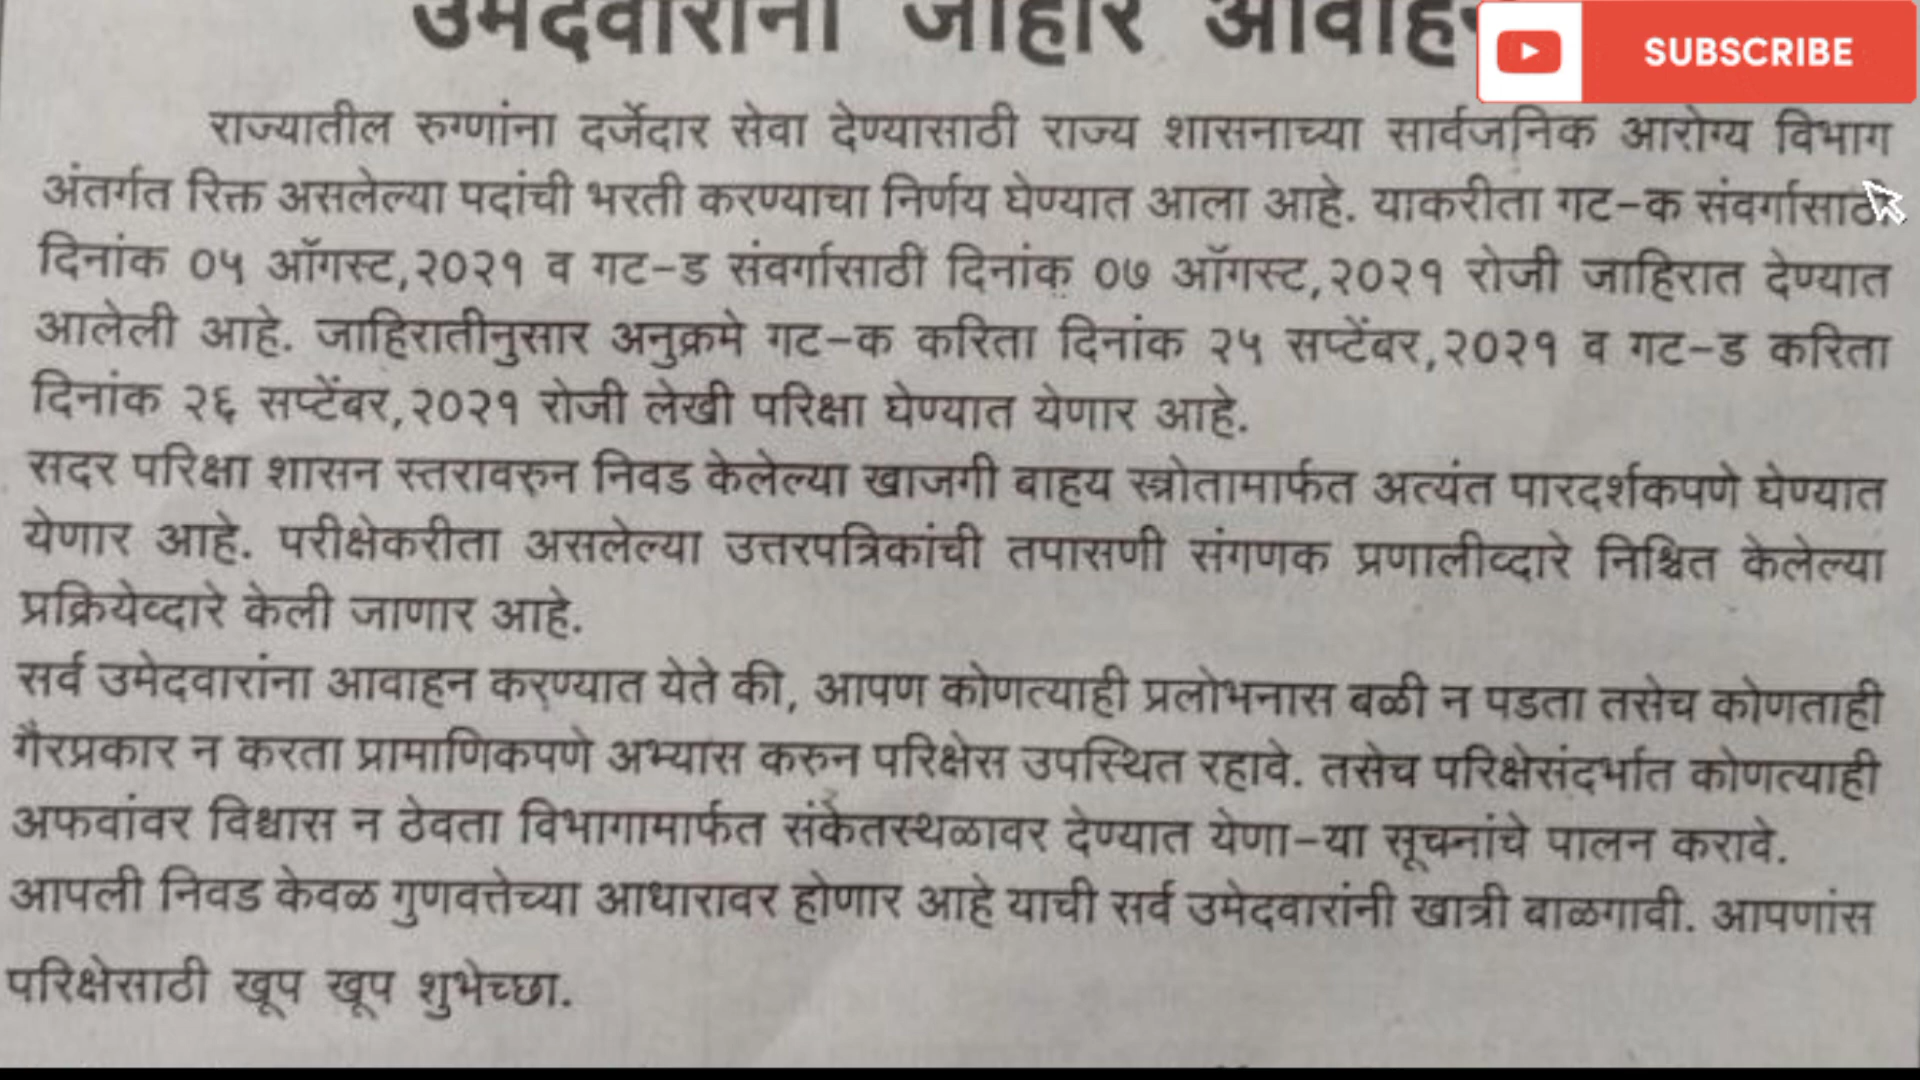 उमेदवारांना जाहीर आवाहन
SUBSCRIBE
राज्यातील रुग्णांना दर्जेदार सेवा देण्यासाठी राज्य शासनाच्या सार्वजनिक आरोग्य विभाग
अंतर्गत रिक्त असलेल्या पदांची भरती करण्याचा निर्णय घेण्यात आला आहे. याकरीता गट-क संवर्गासाठी
दिनांक ०५ ऑगस्ट,२०२१ व गट-ड संवर्गासाठी दिनांक ०७ ऑगस्ट,२०२१ रोजी जाहिरात देण्यात
आलेली आहे. जाहिरातीनुसार अनुक्रमे गट-क करिता दिनांक २५ सप्टेंबर,२०२१ व गट-ड करिता
दिनांक २६ सप्टेंबर,२०२१ रोजी लेखी परिक्षा घेण्यात येणार आहे.
सदर परिक्षा शासन स्तरावरुन निवड केलेल्या खाजगी बाहय स्त्रोतामार्फत अत्यंत पारदर्शकपणे घेण्यात
येणार आहे. परीक्षेकरीता असलेल्या उत्तरपत्रिकांची तपासणी संगणक प्रणालीव्दारे निश्चित केलेल्या
प्रक्रियेव्दारे केली जाणार आहे.
सर्व उमेदवारांना आवाहन करण्यात येते की, आपण कोणत्याही प्रलोभनास बळी न पडता तसेच कोणताही
गैरप्रकार न करता प्रामाणिकपणे अभ्यास करुन परिक्षेस उपस्थित रहावे. तसेच परिक्षेसंदर्भात कोणत्याही
अफवांवर विश्वास न ठेवता विभागामार्फत संकेतस्थळावर देण्यात येणा-या सूचनांचे पालन करावे.
आपली निवड केवळ गुणवत्तेच्या आधारावर होणार आहे याची सर्व उमेदवारांनी खात्री बाळगावी. आपणांस
परिक्षेसाठी खूप खूप शुभेच्छा.